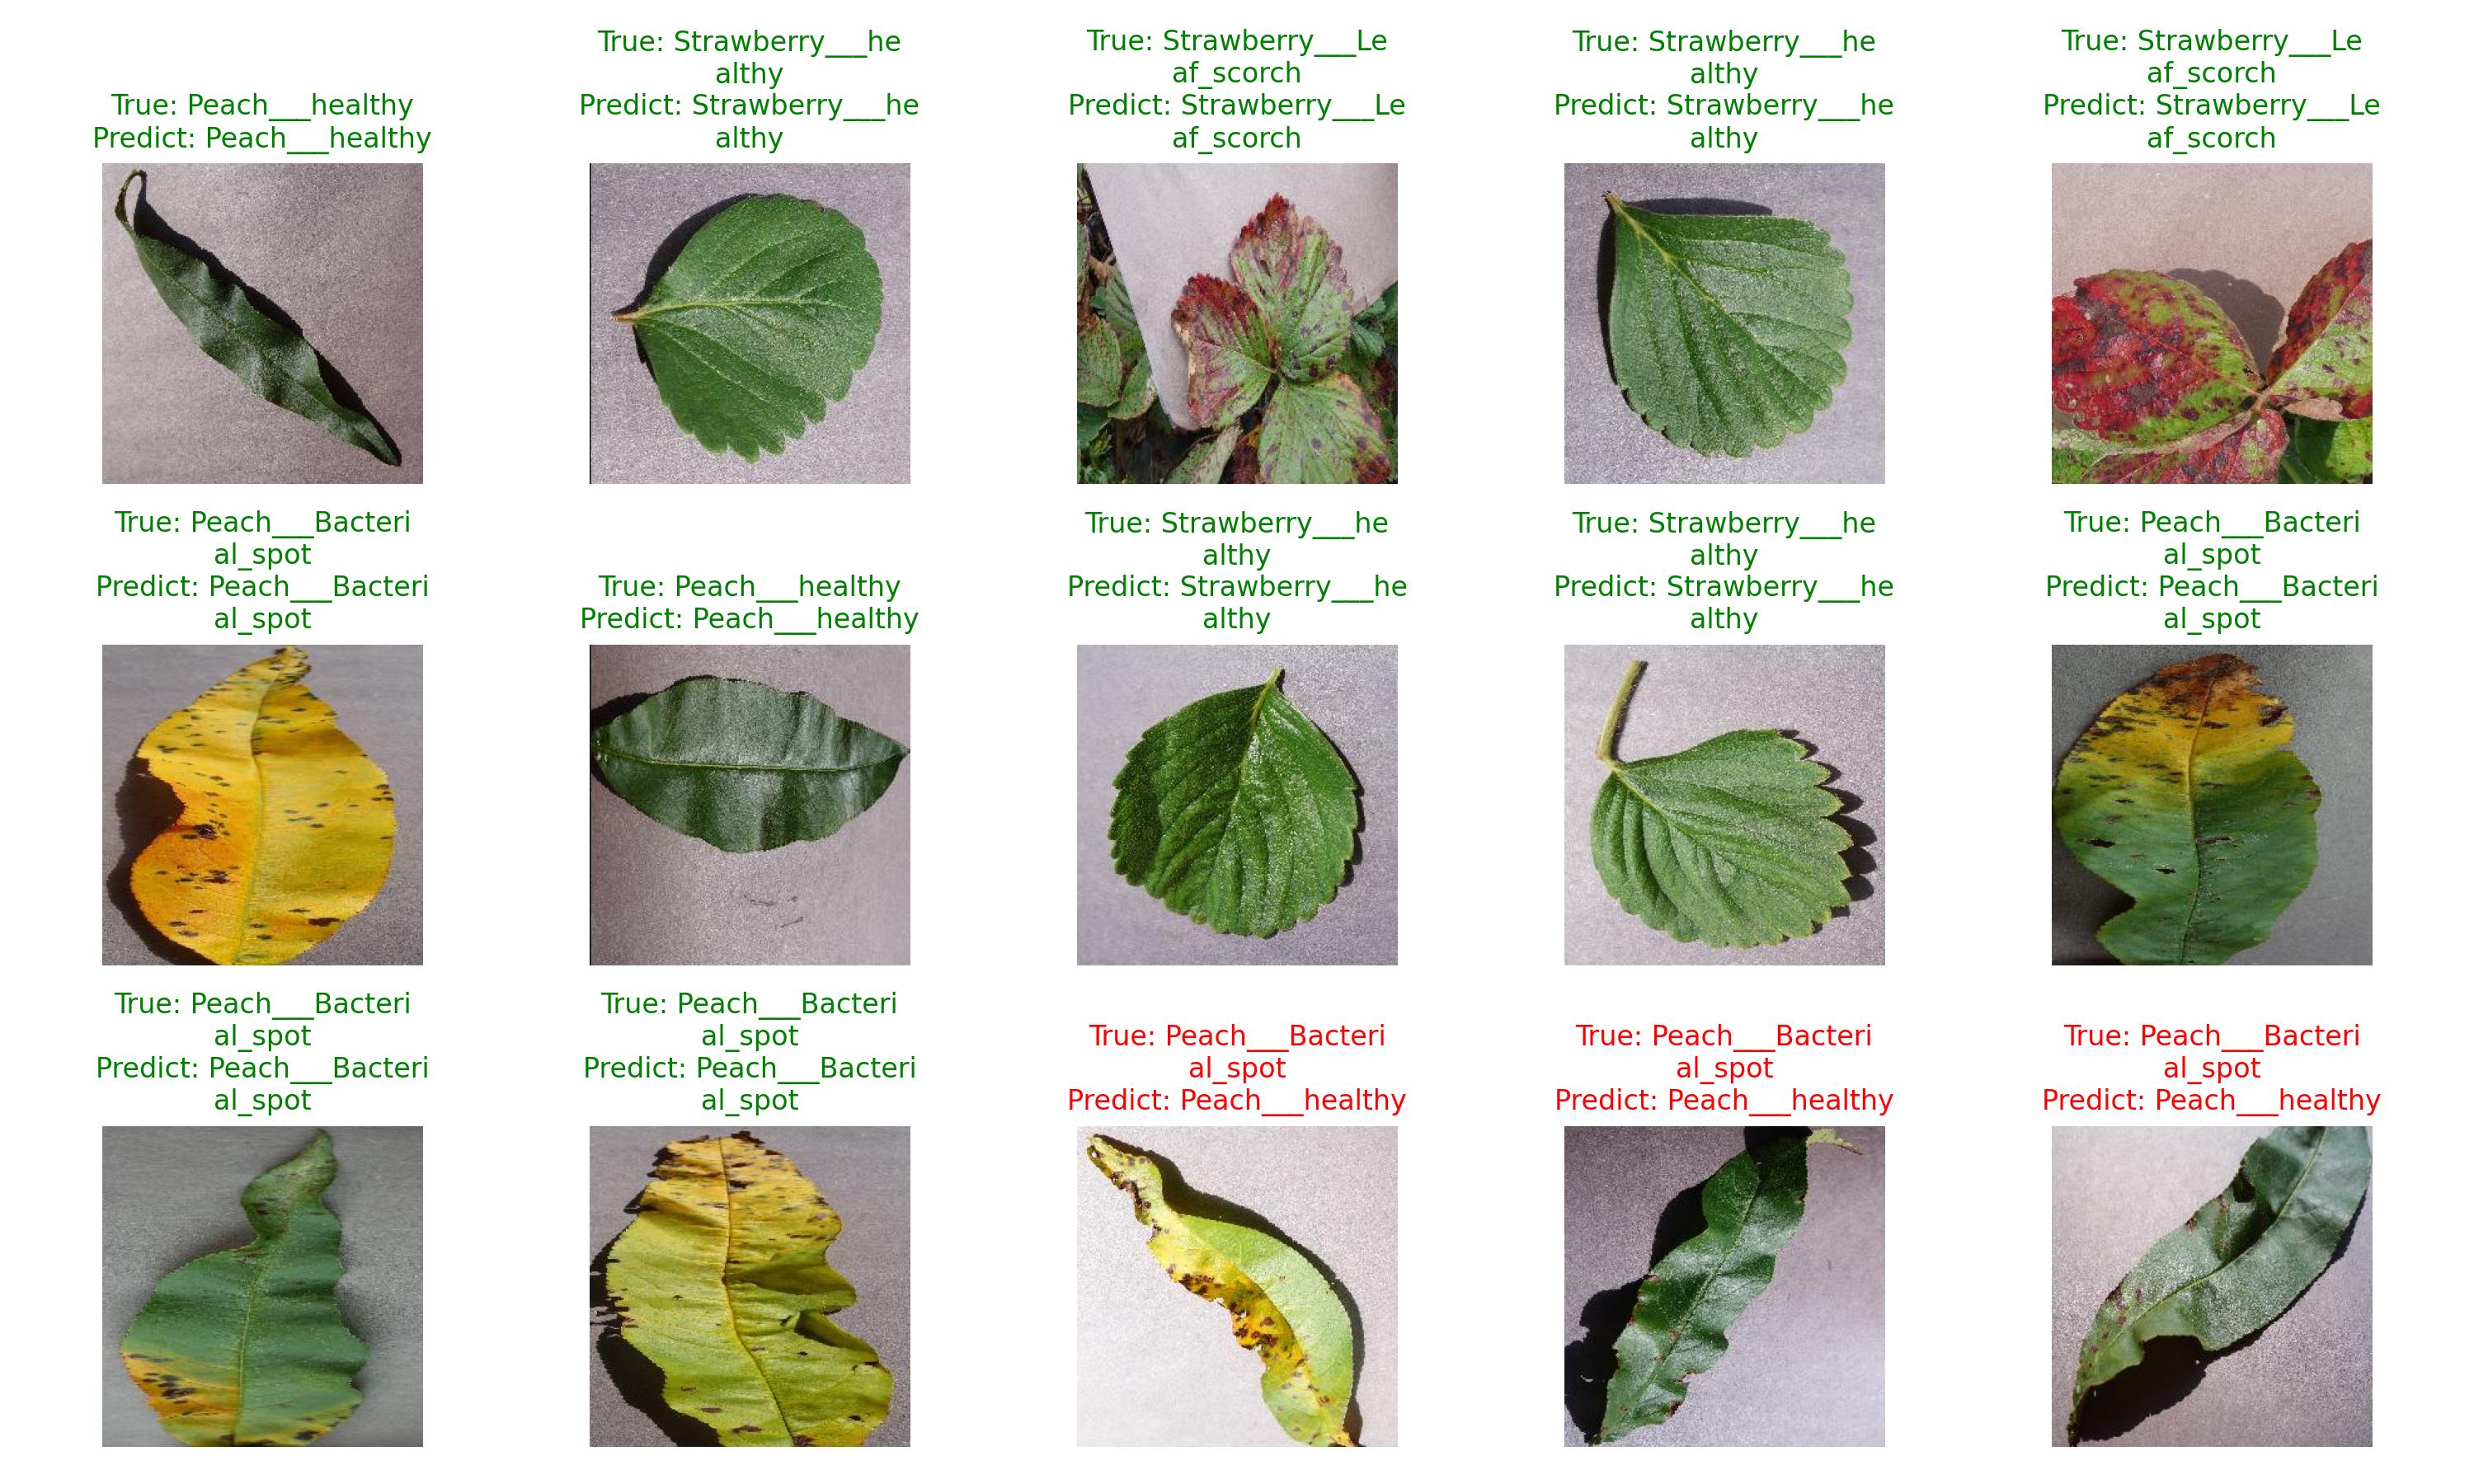 True: Peach___healthy
Predict: Peach___healthy
True: Strawberry___he
althy
Predict: Strawberry___he
althy
True: Strawberry___Le
af_scorch
Predict: Strawberry___Le
af_scorch
True: Strawberry___he
althy
Predict: Strawberry___he
althy
True: Strawberry___Le
af_scorch
Predict: Strawberry___Le
af_scorch
True: Peach___Bacteri
al_spot
Predict: Peach___Bacteri
al_spot
True: Peach___healthy
Predict: Peach___healthy
True: Strawberry___he
althy
Predict: Strawberry___he
althy
True: Strawberry___he
althy
Predict: Strawberry___he
althy
True: Peach___Bacteri
al_spot
Predict: Peach___Bacteri
al_spot
True: Peach___Bacteri
al_spot
Predict: Peach___Bacteri
al_spot
True: Peach___Bacteri
al_spot
Predict: Peach___Bacteri
al_spot
True: Peach___Bacteri
al_spot
Predict: Peach___healthy
True: Peach___Bacteri
al_spot
Predict: Peach___healthy
True: Peach___Bacteri
al_spot
Predict: Peach___healthy